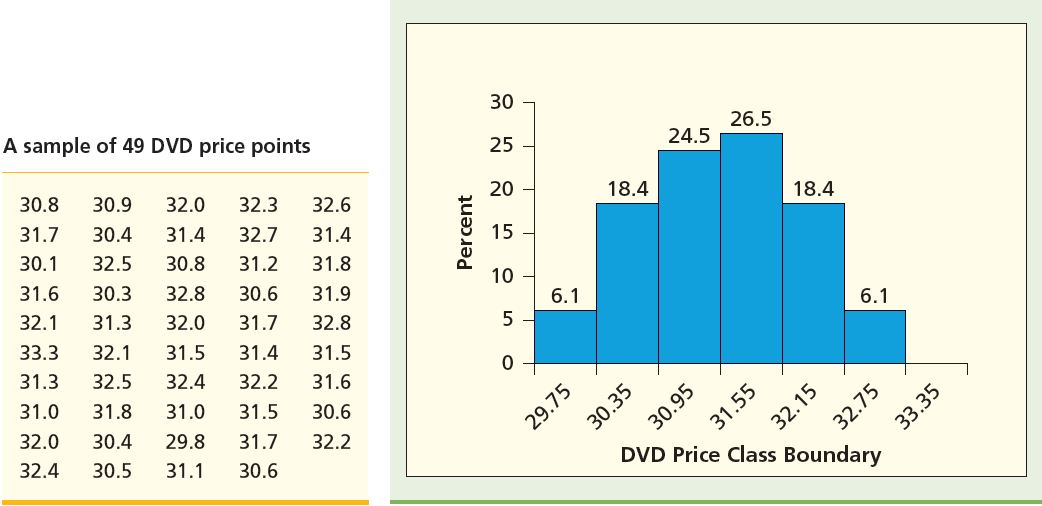 A sample of 49 DVD price points
30.8 30.9 32.0 32.3 32.6
31.7 30.4 31.4 32.7 31.4
30.1 32.5 30.8 31.2 31.8
31.6 30.3 32.8 30.6 31.9
32.1 31.3 32.0 31.7 32.8
33.3 32.1 31.5 31.4 31.5
31.3 32.5 32.4 32.2 31.6
31.0 31.8 31.0 31.5 30.6
32.0 30.4 29.8 31.7 32.2
32.4 30.5 31.1 30.6
Percent
30
25
20
15
10
5
0
6.1
18.4
24.5
26.5
18.4
6.1
29.75
30.35
30.95
31.55
32.15
32.75
33.35
DVD Price Class Boundary